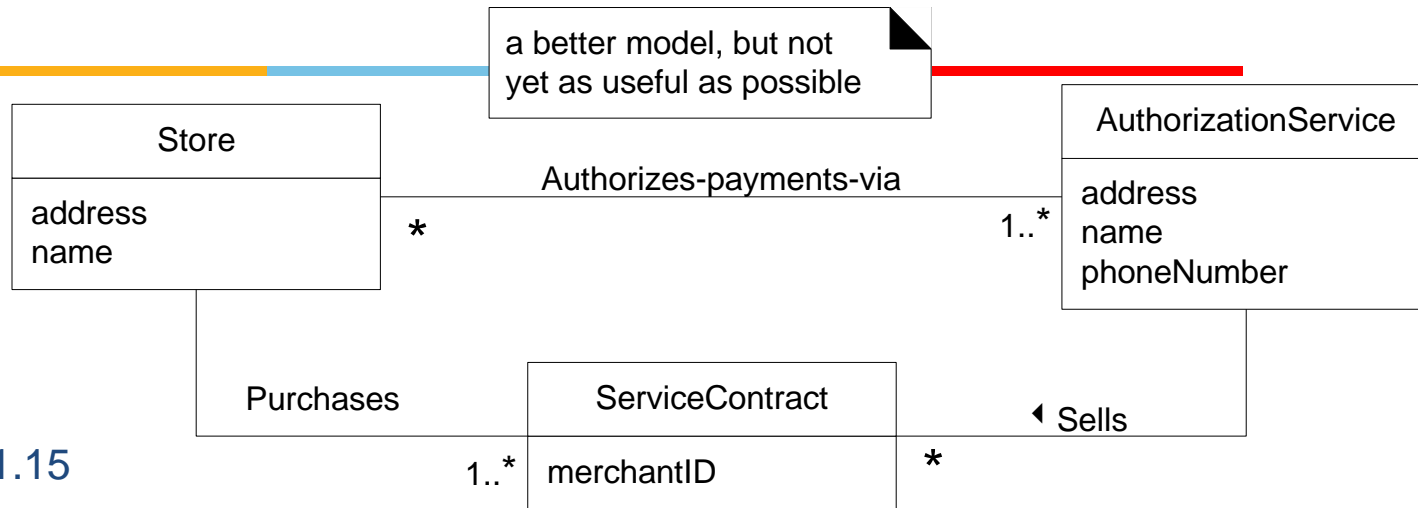 a better model, but not
yet as useful as possible
Store
address
name
Authorizes-payments-via
*
1..*
AuthorizationService
address
name
phoneNumber
Purchases
1..*
ServiceContract
merchantID
Sells
*
1.15